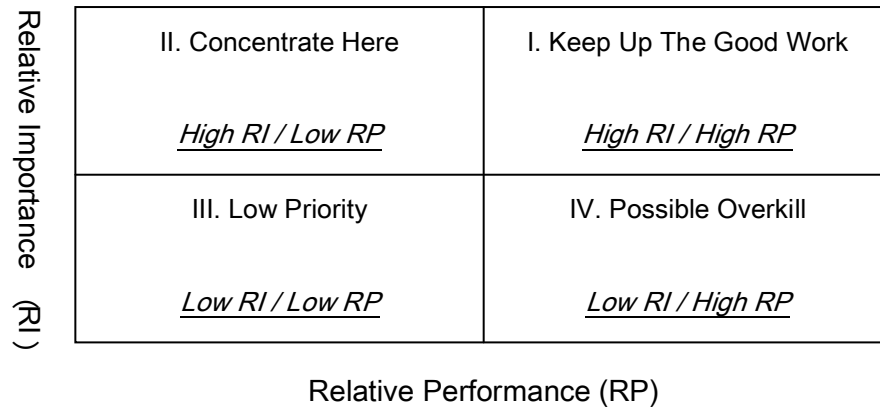 Relative Importance (RI)
II. Concentrate Here
High RI / Low RP
I. Keep Up The Good Work
High RI / High RP
III. Low Priority
Low RI / Low RP
IV. Possible Overkill
Low RI / High RP
Relative Performance (RP)